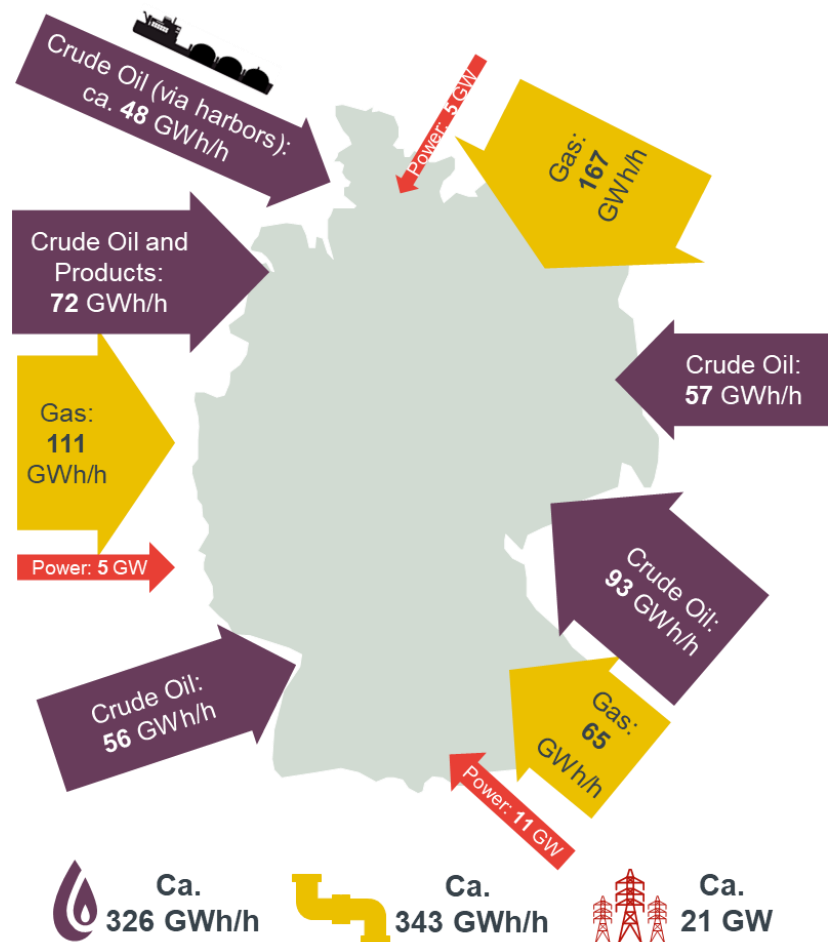 Crude Oil (via harbors):
ca. 48 GWh/h
Power: 5 GW
Gas:
167
GWh/h
Crude Oil and
Products:
72 GWh/h
Crude Oil:
57 GWh/h
Gas:
111
GWh/h
Power: 5 GW
Crude Oil:
93 GWh/h
Crude Oil:
56 GWh/h
Gas:
65
GWh/h
Power: 11 GW
Ca.
326 GWh/h
Ca.
343 GWh/h
Ca.
21 GW